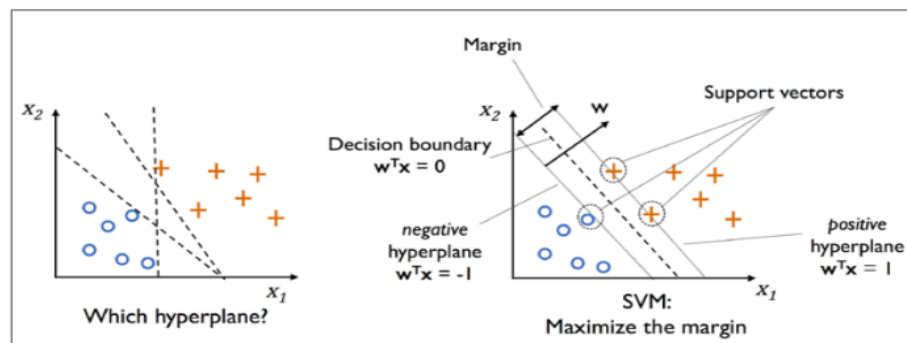 x₂
x₁
Which hyperplane?
Margin
x₂
w
Support vectors
Decision boundary
wᵀx = 0
negative
hyperplane
wᵀx = -1
positive
hyperplane
wᵀx = 1
x₁
SVM:
Maximize the margin